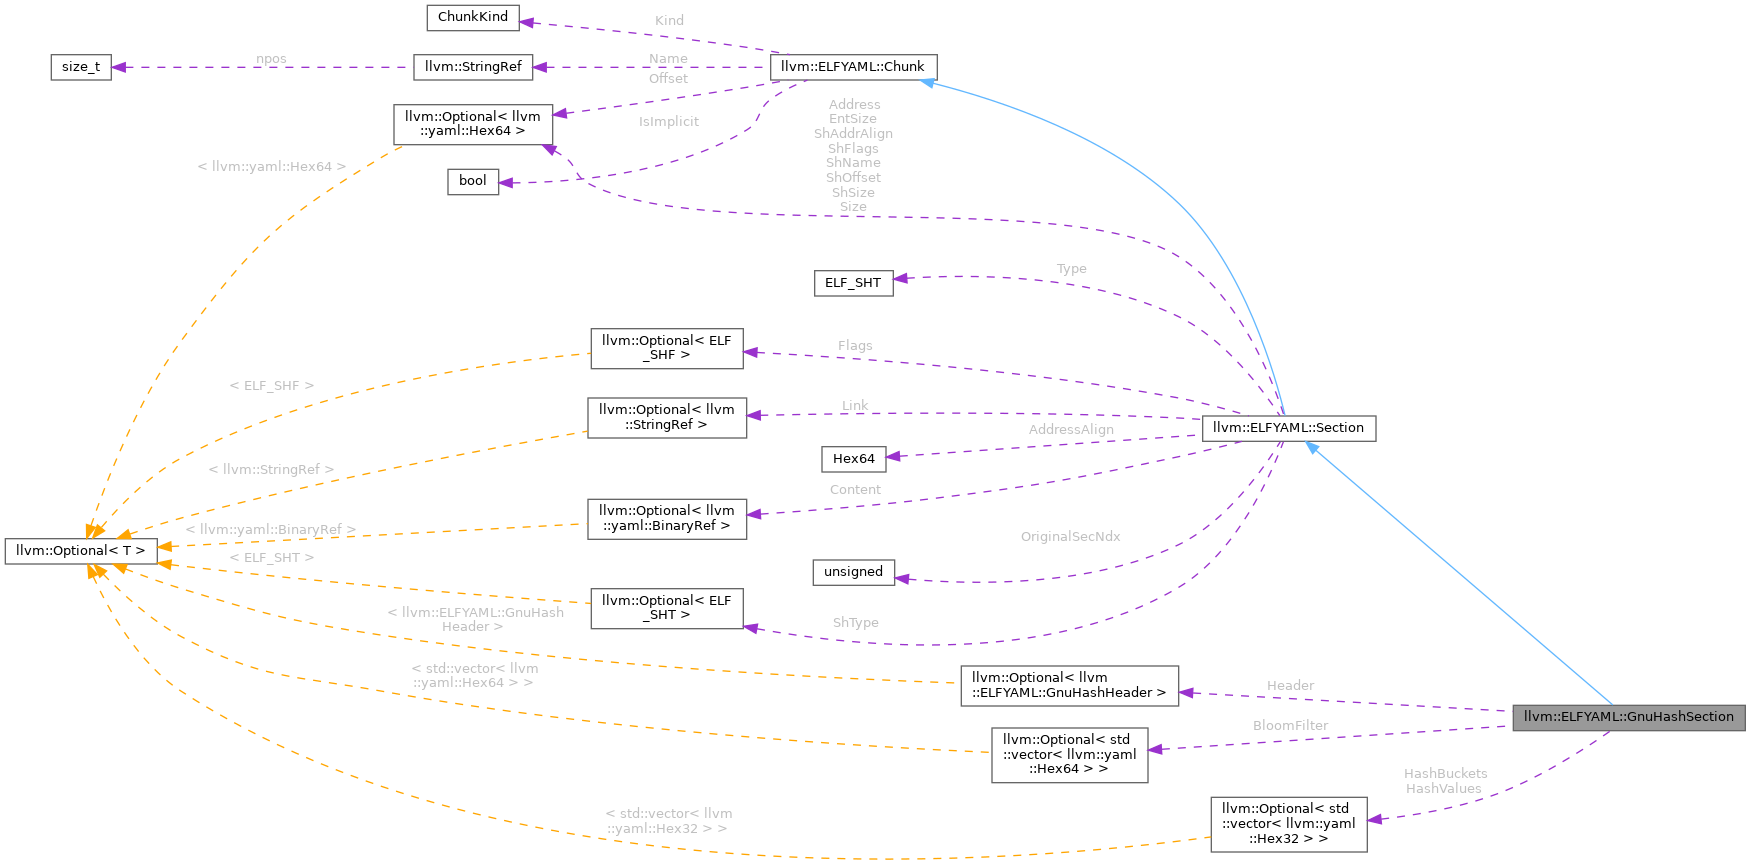 ChunkKind
Kind
size_t
npos
llvm::StringRef
Name
llvm::ELFYAML::Chunk
Offset
llvm::Optional< llvm
::yaml::Hex64 >
IsImplicit
Address
EntSize
ShAddrAlign
ShFlags
ShName
ShOffset
ShSize
Size
< llvm::yaml::Hex64 >
bool
Type
ELF_SHT
llvm::Optional< ELF
_SHF >
Flags
< ELF_SHF >
llvm::Optional< llvm
::StringRef >
Link
llvm::ELFYAML::Section
AddressAlign
Hex64
< llvm::StringRef >
Content
llvm::Optional< llvm
::yaml::BinaryRef >
< llvm::yaml::BinaryRef >
OriginalSecNdx
llvm::Optional< T >
< ELF_SHT >
unsigned
llvm::Optional< ELF
_SHT >
ShType
< llvm::ELFYAML::GnuHash
Header >
< std::vector< llvm
::yaml::Hex64 > >
llvm::Optional< llvm
::ELFYAML::GnuHashHeader >
Header
llvm::ELFYAML::GnuHashSection
BloomFilter
llvm::Optional< std
::vector< llvm::yaml
::Hex64 > >
HashBuckets
HashValues
< std::vector< llvm
::yaml::Hex32 > >
llvm::Optional< std
::vector< llvm::yaml
::Hex32 > >